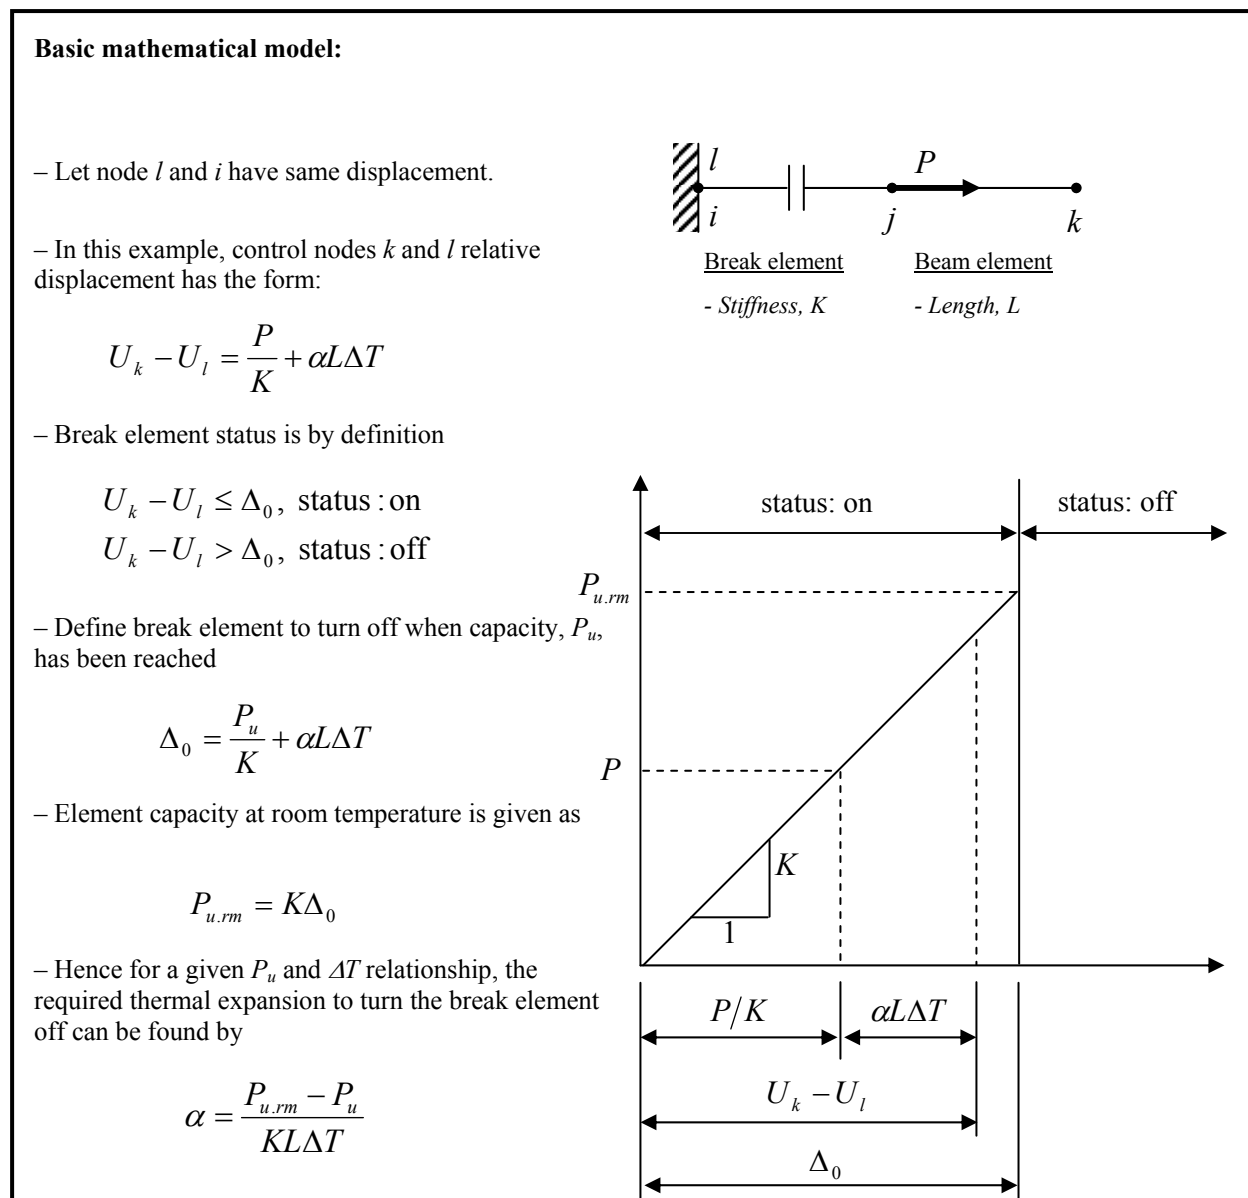 Basic mathematical model:
– Let node l and i have same displacement.
– In this example, control nodes k and l relative
displacement has the form:
U_k − U_l = P/K + αLΔT
– Break element status is by definition
U_k − U_l ≤ Δ_0, status : on
U_k − U_l > Δ_0, status : off
– Define break element to turn off when capacity, P_u,
has been reached
Δ_0 = P_u/K + αLΔT
– Element capacity at room temperature is given as
P_{u.rm} = KΔ_0
– Hence for a given P_u and ΔT relationship, the
required thermal expansion to turn the break element
off can be found by
α = (P_{u.rm} − P_u)/(KLΔT)
l
P
i
j
k
Break element
- Stiffness, K
Beam element
- Length, L
status: on
status: off
P_{u.rm}
P
K
1
P/K
αLΔT
U_k − U_l
Δ_0